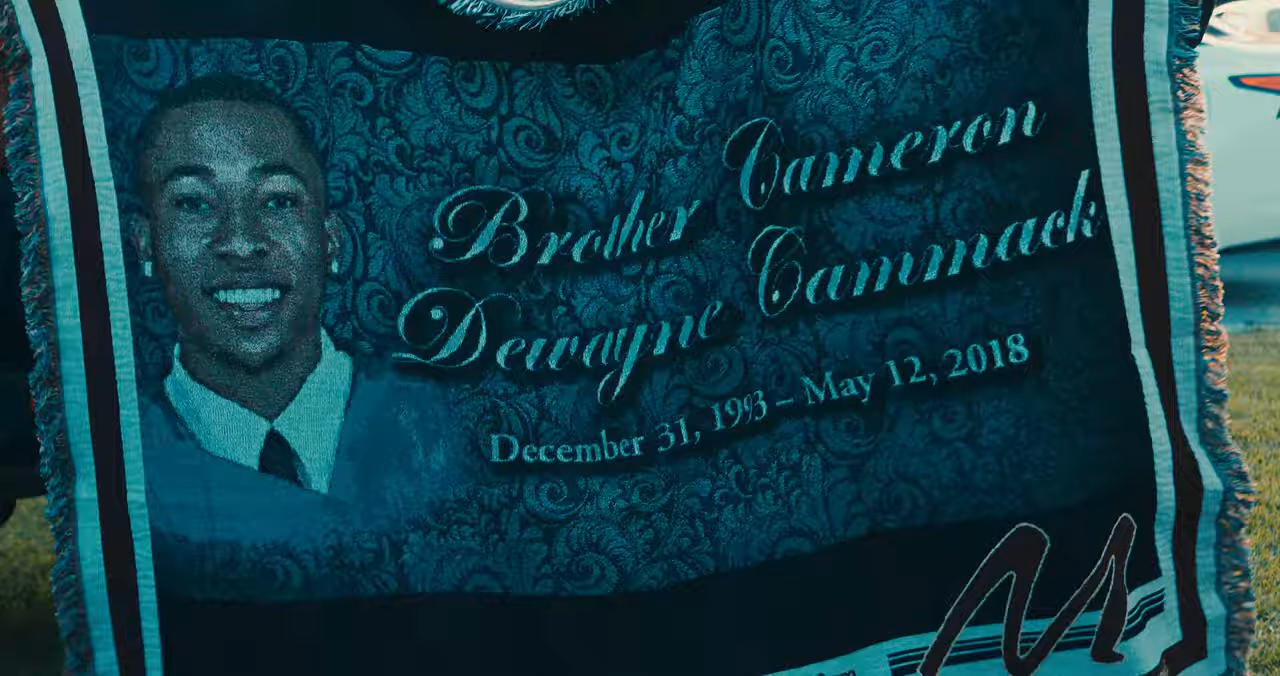 Brother Cameron
Dewayne Cammack
December 31, 1993 – May 12, 2018